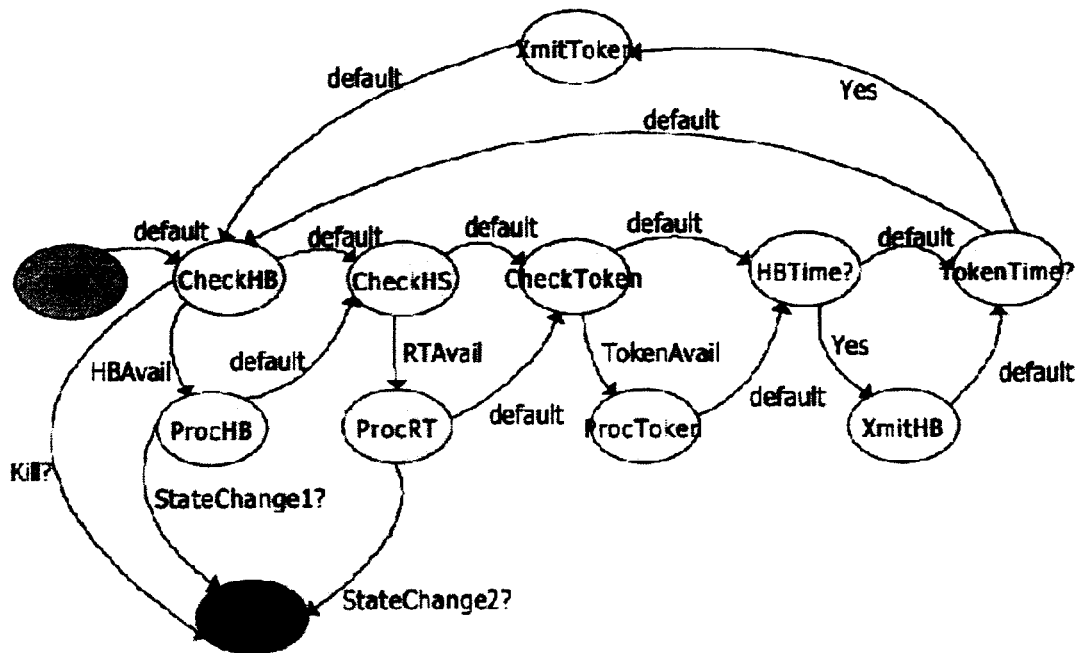 XmitToken
default
Yes
default
default
default
default
default
default
CheckHB
CheckHS
CheckToken
HBTime?
TokenTime?
HBAvail
default
RTAvail
TokenAvail
Yes
default
default
default
ProcHB
ProcRT
ProcToken
XmitHB
Kill?
StateChange1?
StateChange2?